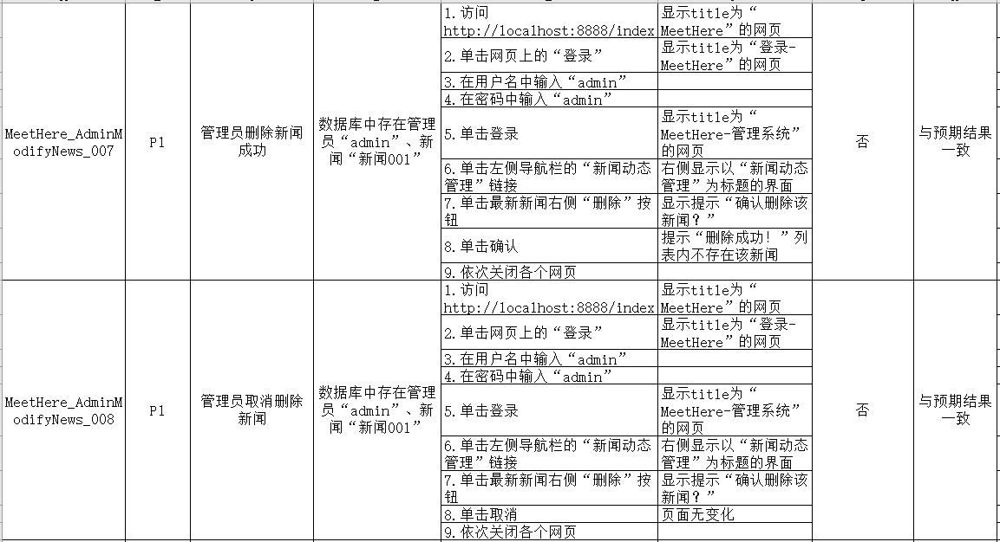 MeetHere_AdminM
odifyNews_007
P1
管理员删除新闻
成功
数据库中存在管理
员“admin”、新
闻“新闻001”
1.访问
http://localhost:8888/index
显示title为“
MeetHere”的网页
2.单击网页上的“登录”
显示title为“登录-
MeetHere”的网页
3.在用户名中输入“admin”
4.在密码中输入“admin”
5.单击登录
显示title为“
MeetHere-管理系统”
的网页
6.单击左侧导航栏的“新闻动态
管理”链接
右侧显示以“新闻动态
管理”为标题的界面
7.单击最新新闻右侧“删除”按
钮
显示提示“确认删除该
新闻？”
8.单击确认
提示“删除成功！”列
表内不存在该新闻
9.依次关闭各个网页
否
与预期结果
一致
MeetHere_AdminM
odifyNews_008
P1
管理员取消删除
新闻
数据库中存在管理
员“admin”、新
闻“新闻001”
1.访问
http://localhost:8888/index
显示title为“
MeetHere”的网页
2.单击网页上的“登录”
显示title为“登录-
MeetHere”的网页
3.在用户名中输入“admin”
4.在密码中输入“admin”
5.单击登录
显示title为“
MeetHere-管理系统”
的网页
6.单击左侧导航栏的“新闻动态
管理”链接
右侧显示以“新闻动态
管理”为标题的界面
7.单击最新新闻右侧“删除”按
钮
显示提示“确认删除该
新闻？”
8.单击取消
页面无变化
9.依次关闭各个网页
否
与预期结果
一致